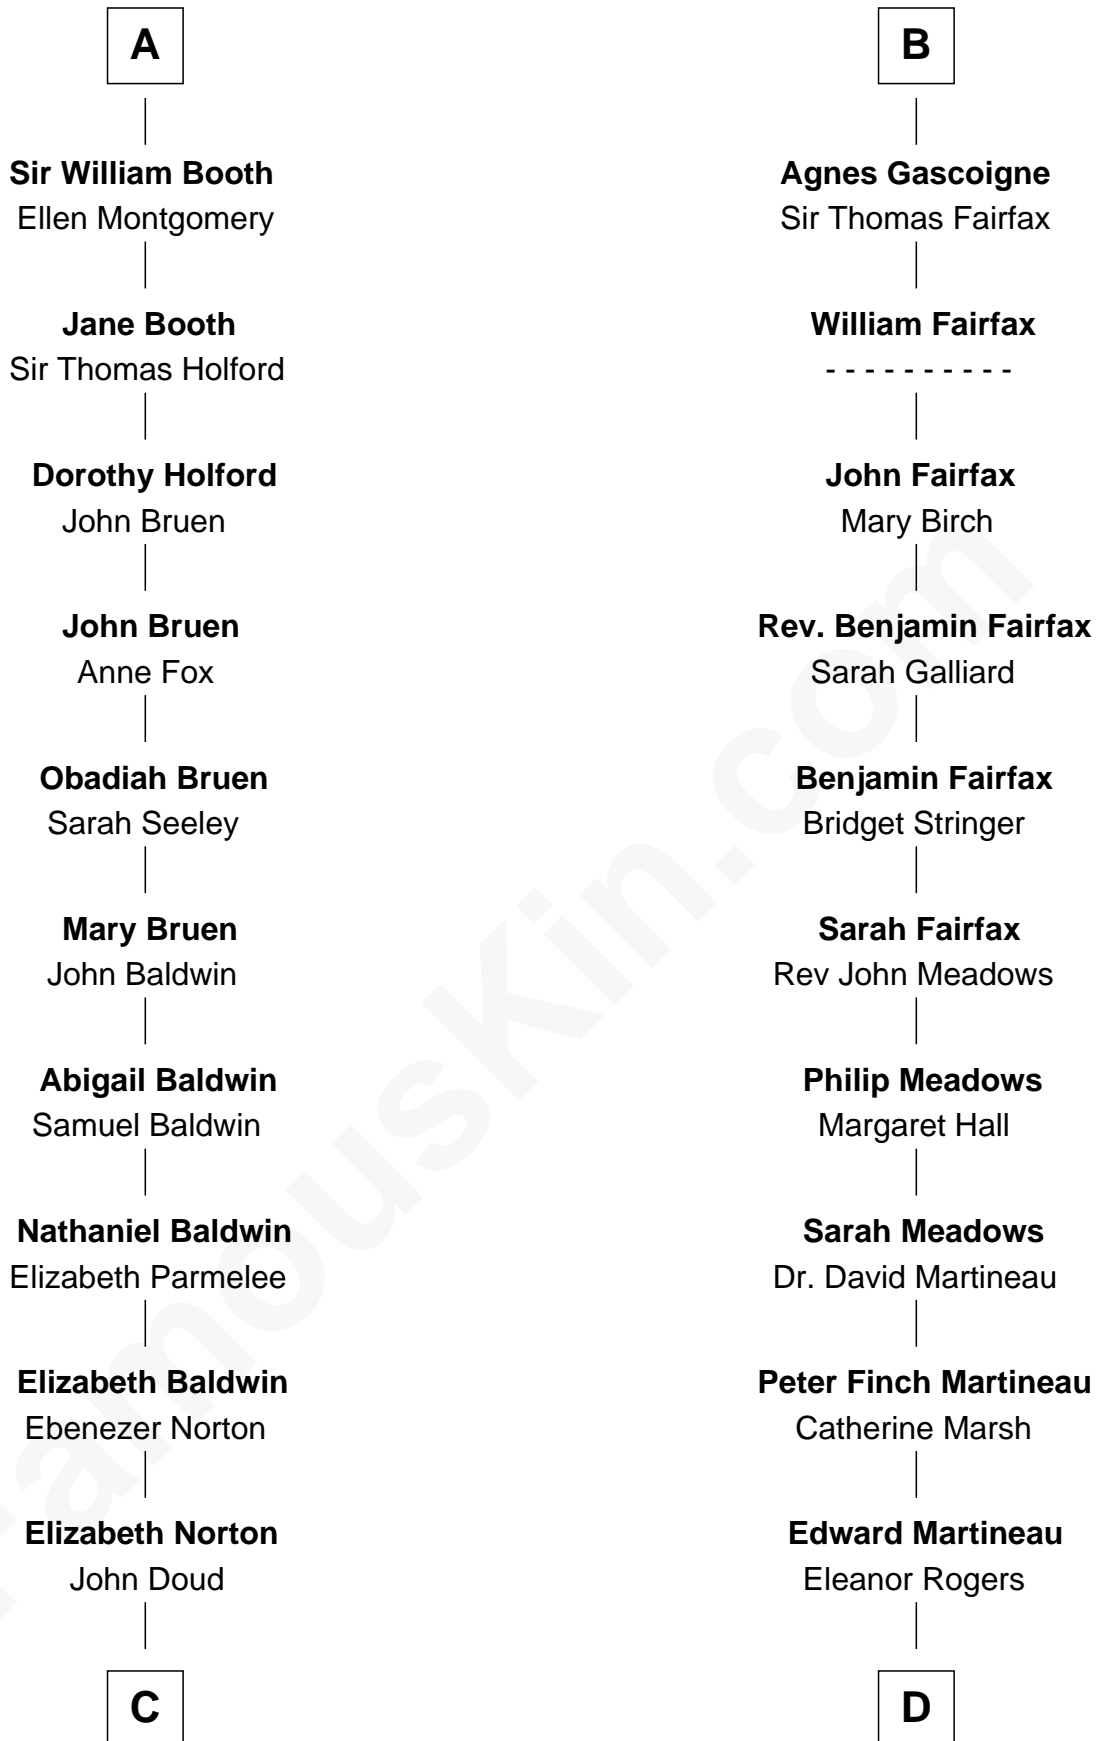 A
Sir William Booth
Ellen Montgomery
Jane Booth
Sir Thomas Holford
Dorothy Holford
John Bruen
John Bruen
Anne Fox
Obadiah Bruen
Sarah Seeley
Mary Bruen
John Baldwin
Abigail Baldwin
Samuel Baldwin
Nathaniel Baldwin
Elizabeth Parmelee
Elizabeth Baldwin
Ebenezer Norton
Elizabeth Norton
John Doud
C
B
Agnes Gascoigne
Sir Thomas Fairfax
William Fairfax
- - - - - - - - - -
John Fairfax
Mary Birch
Rev. Benjamin Fairfax
Sarah Galliard
Benjamin Fairfax
Bridget Stringer
Sarah Fairfax
Rev John Meadows
Philip Meadows
Margaret Hall
Sarah Meadows
Dr. David Martineau
Peter Finch Martineau
Catherine Marsh
Edward Martineau
Eleanor Rogers
D
FamousKin.com